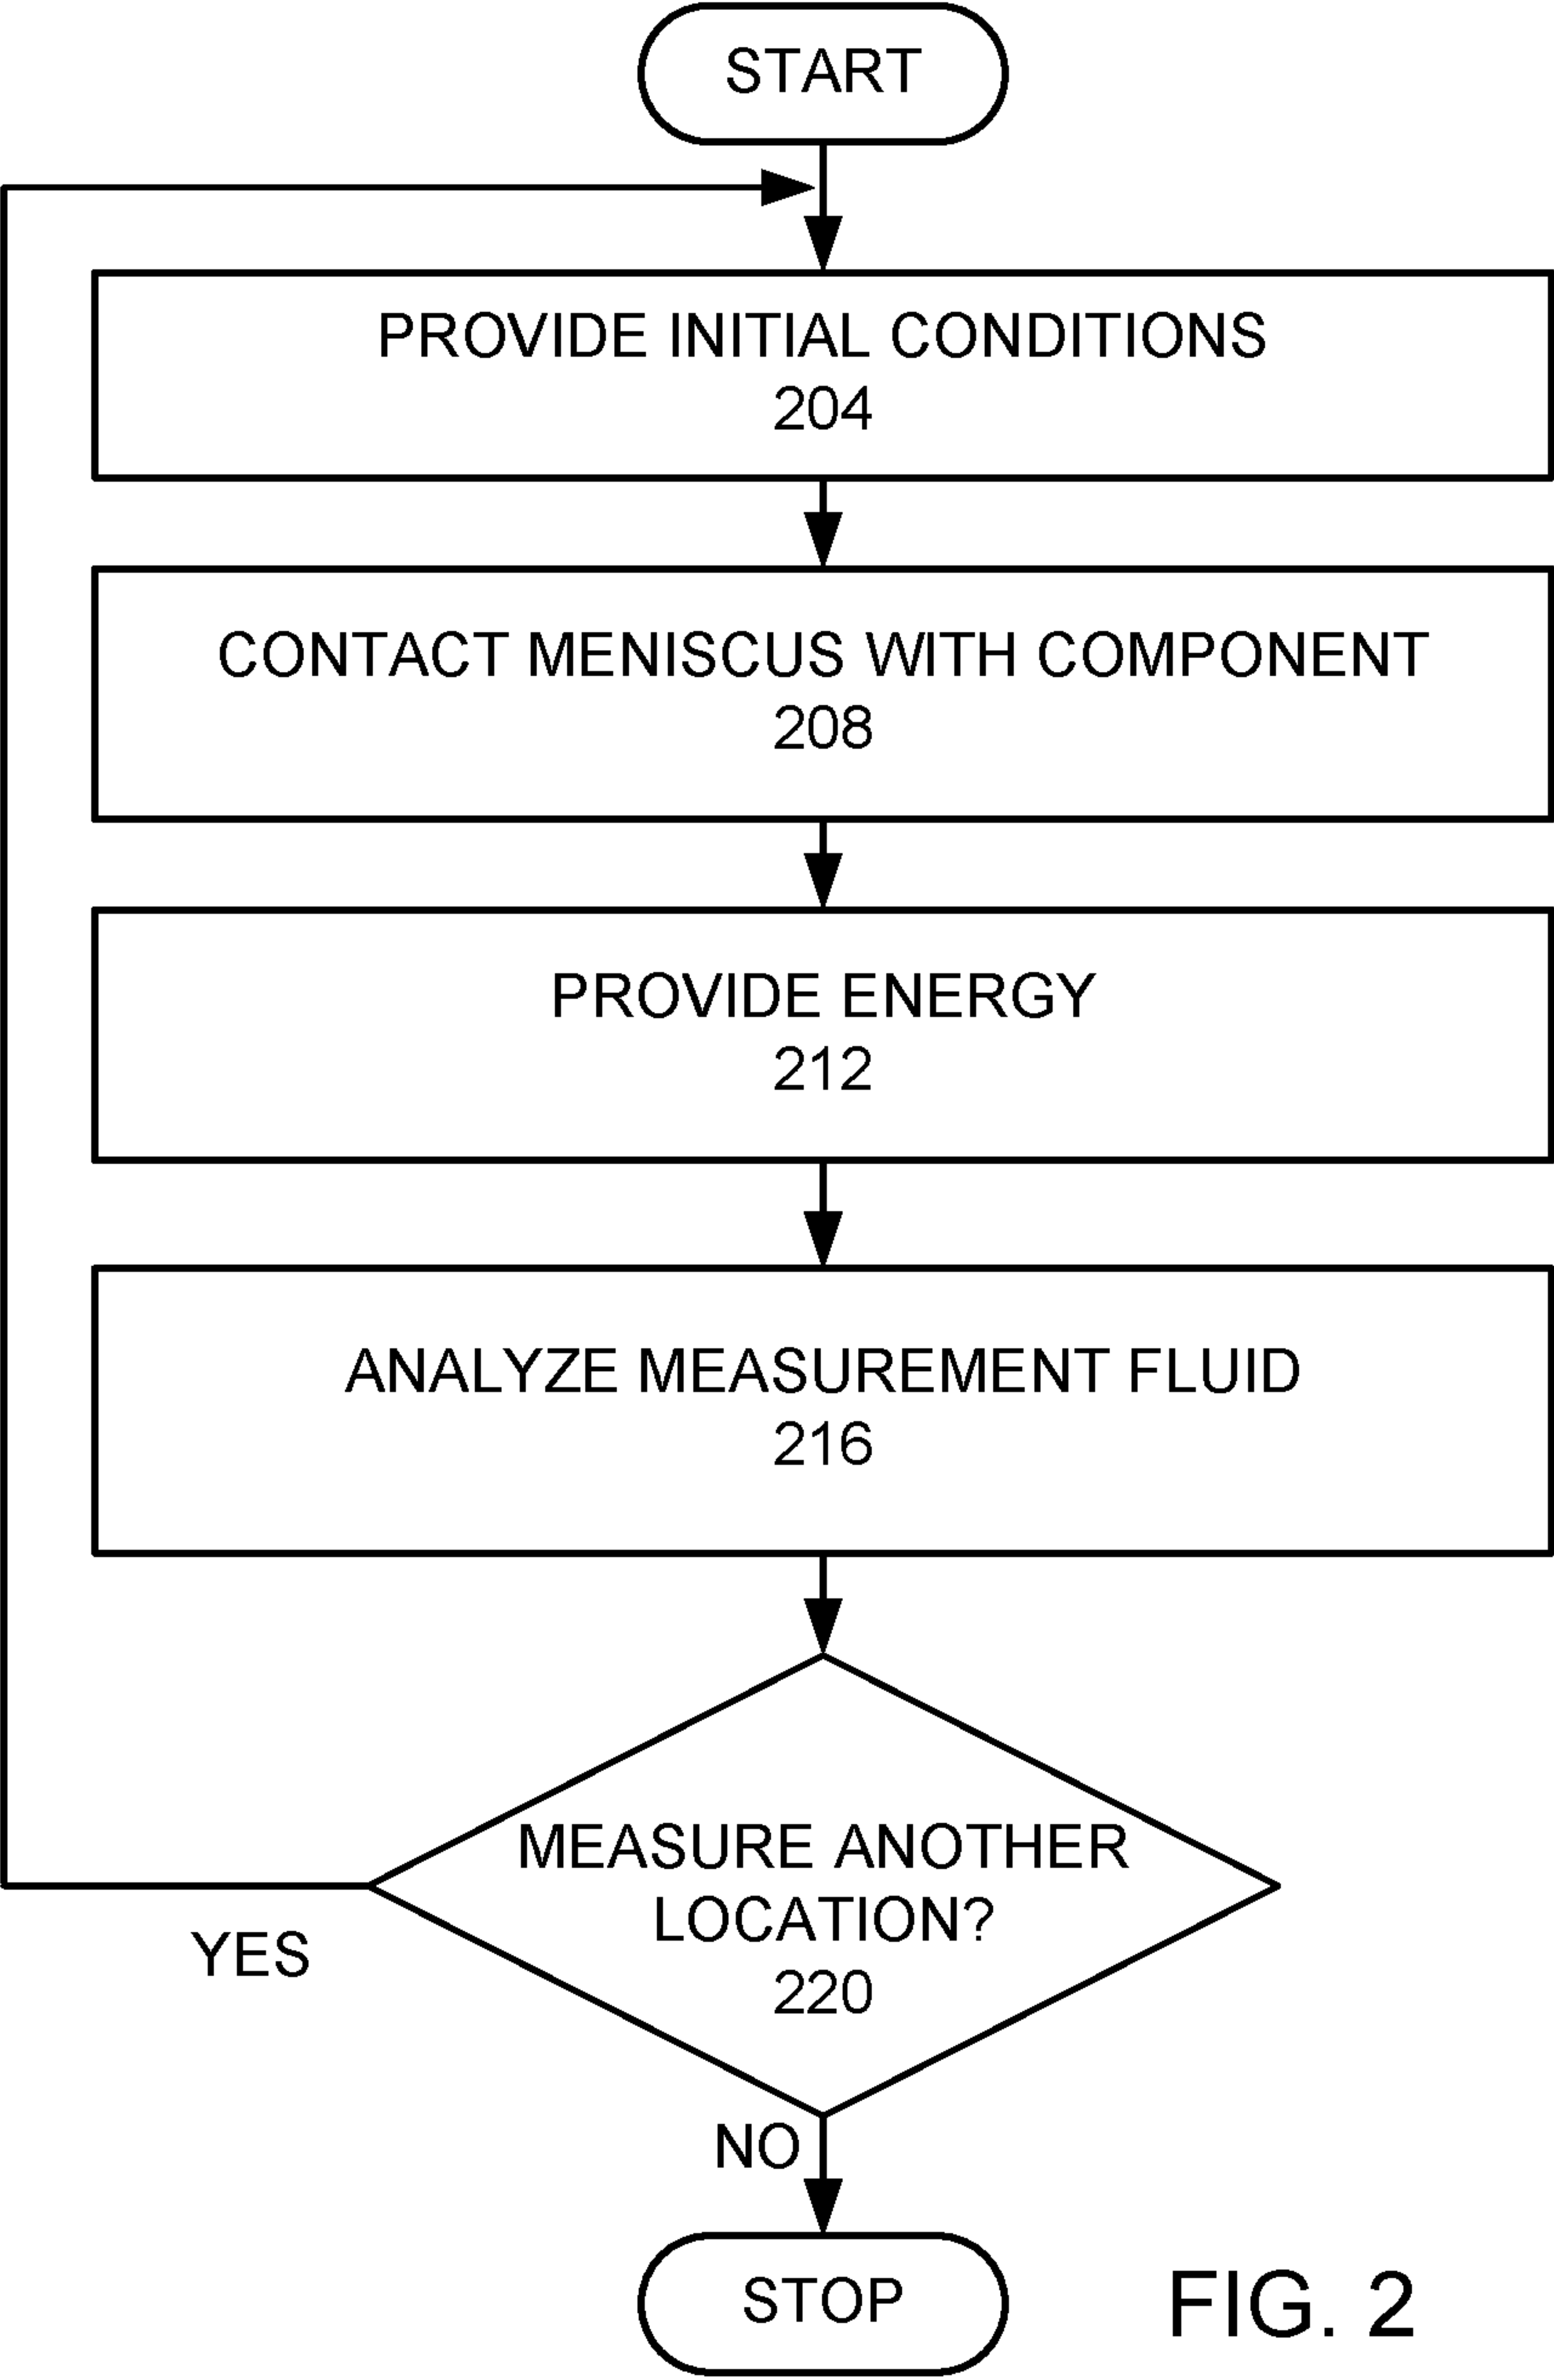 START
PROVIDE INITIAL CONDITIONS
204
CONTACT MENISCUS WITH COMPONENT
208
PROVIDE ENERGY
212
ANALYZE MEASUREMENT FLUID
216
MEASURE ANOTHER
LOCATION?
220
YES
NO
STOP
FIG. 2